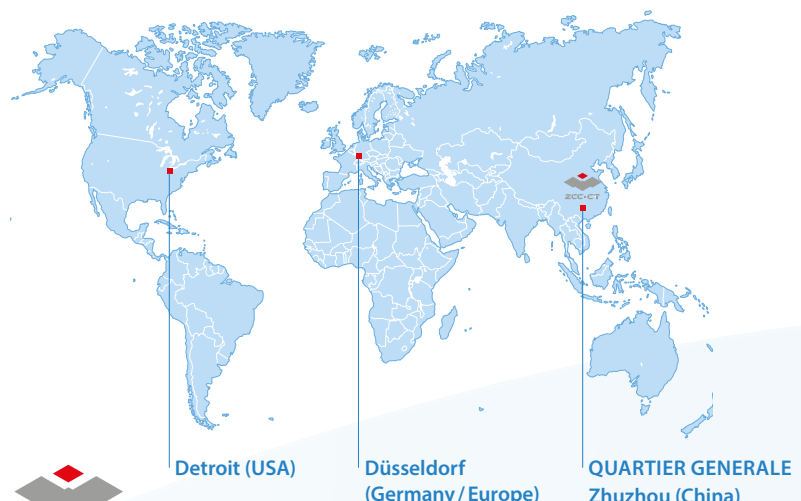 ZCC-CT
Detroit (USA)
Düsseldorf
(Germany / Europe)
QUARTIER GENERALE
Zhuzhou (China)